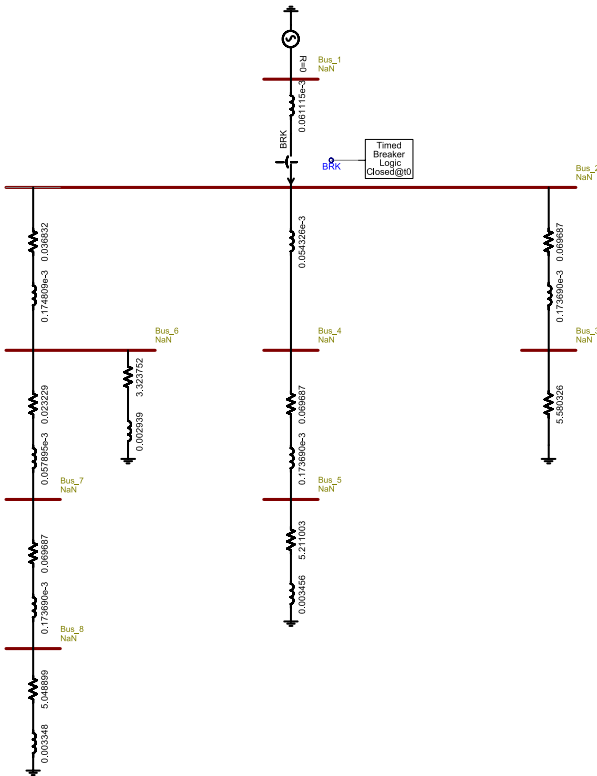 R=0
Bus_1
NaN
0.061115e-3
BRK
BRK
Timed
Breaker
Logic
Closed@t0
Bus_2
NaN
0.036832
0.174809e-3
0.054326e-3
0.069687
0.173690e-3
Bus_6
NaN
Bus_4
NaN
Bus_3
NaN
0.023229
0.057895e-3
3.323752
0.002939
0.069687
0.173690e-3
5.580326
Bus_7
NaN
Bus_5
NaN
0.069687
0.173690e-3
5.211003
0.003456
Bus_8
NaN
5.048899
0.003348